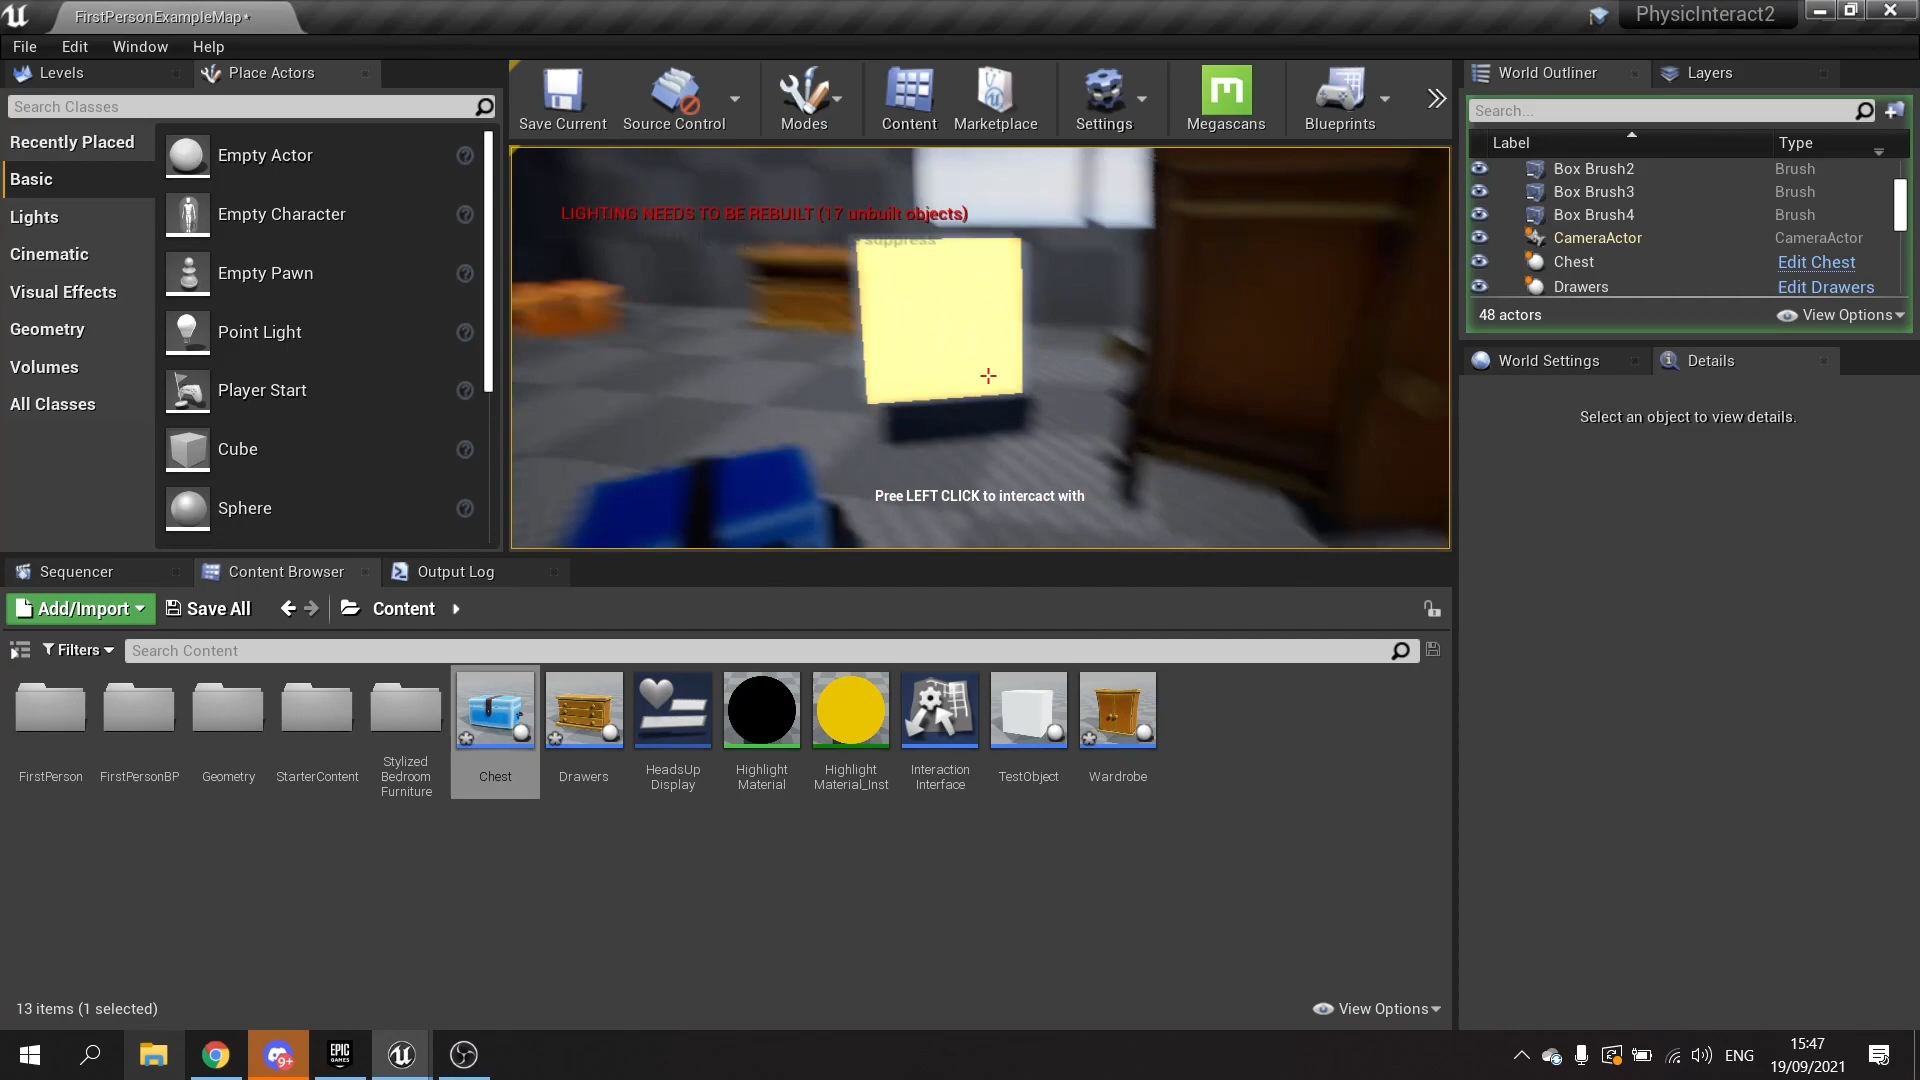 FirstPersonExampleMap*
PhysicInteract2
File
Edit
Window
Help
Levels
Place Actors
Search Classes
Recently Placed
Basic
Lights
Cinematic
Visual Effects
Geometry
Volumes
All Classes
Empty Actor
Empty Character
Empty Pawn
Point Light
Player Start
Cube
Sphere
Save Current
Source Control
Modes
Content
Marketplace
Settings
Megascans
Blueprints
LIGHTING NEEDS TO BE REBUILT (17 unbuilt objects)
suppress
Pree LEFT CLICK to intercact with
World Outliner
Layers
Search...
Label
Type
Box Brush2
Brush
Box Brush3
Brush
Box Brush4
Brush
CameraActor
CameraActor
Chest
Edit Chest
Drawers
Edit Drawers
48 actors
View Options
World Settings
Details
Select an object to view details.
Sequencer
Content Browser
Output Log
Add/Import
Save All
Content
Filters
Search Content
FirstPerson
FirstPersonBP
Geometry
StarterContent
Stylized
Bedroom
Furniture
Chest
Drawers
HeadsUp
Display
Highlight
Material
Highlight
Material_Inst
Interaction
Interface
TestObject
Wardrobe
13 items (1 selected)
View Options
9+
EPIC
GAMES
ENG
15:47
19/09/2021